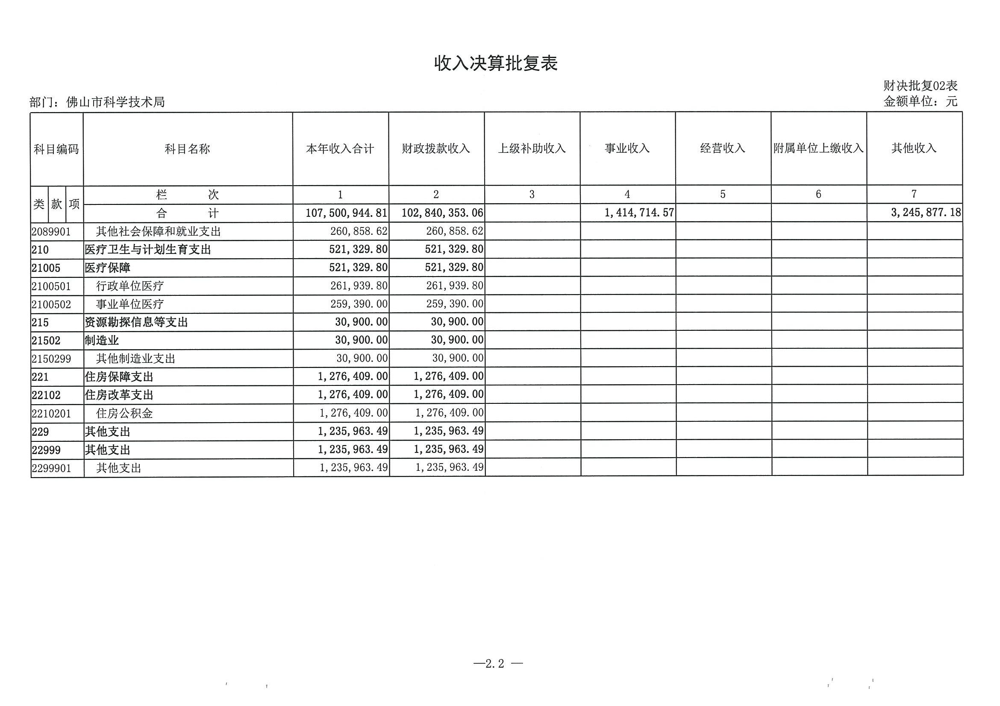 收入决算批复表
财决批复02表
部门：佛山市科学技术局 金额单位：元
科目编码 科目名称 本年收入合计 财政拨款收入 上级补助收入 事业收入 经营收入 附属单位上缴收入 其他收入
类 款 项 栏 次 1 2 3 4 5 6 7
合 计 107,500,944.81 102,840,353.06 1,414,714.57 3,245,877.18
2089901 其他社会保障和就业支出 260,858.62 260,858.62
210 医疗卫生与计划生育支出 521,329.80 521,329.80
21005 医疗保障 521,329.80 521,329.80
2100501 行政单位医疗 261,939.80 261,939.80
2100502 事业单位医疗 259,390.00 259,390.00
215 资源勘探信息等支出 30,900.00 30,900.00
21502 制造业 30,900.00 30,900.00
2150299 其他制造业支出 30,900.00 30,900.00
221 住房保障支出 1,276,409.00 1,276,409.00
22102 住房改革支出 1,276,409.00 1,276,409.00
2210201 住房公积金 1,276,409.00 1,276,409.00
229 其他支出 1,235,963.49 1,235,963.49
22999 其他支出 1,235,963.49 1,235,963.49
2299901 其他支出 1,235,963.49 1,235,963.49
—2.2 —